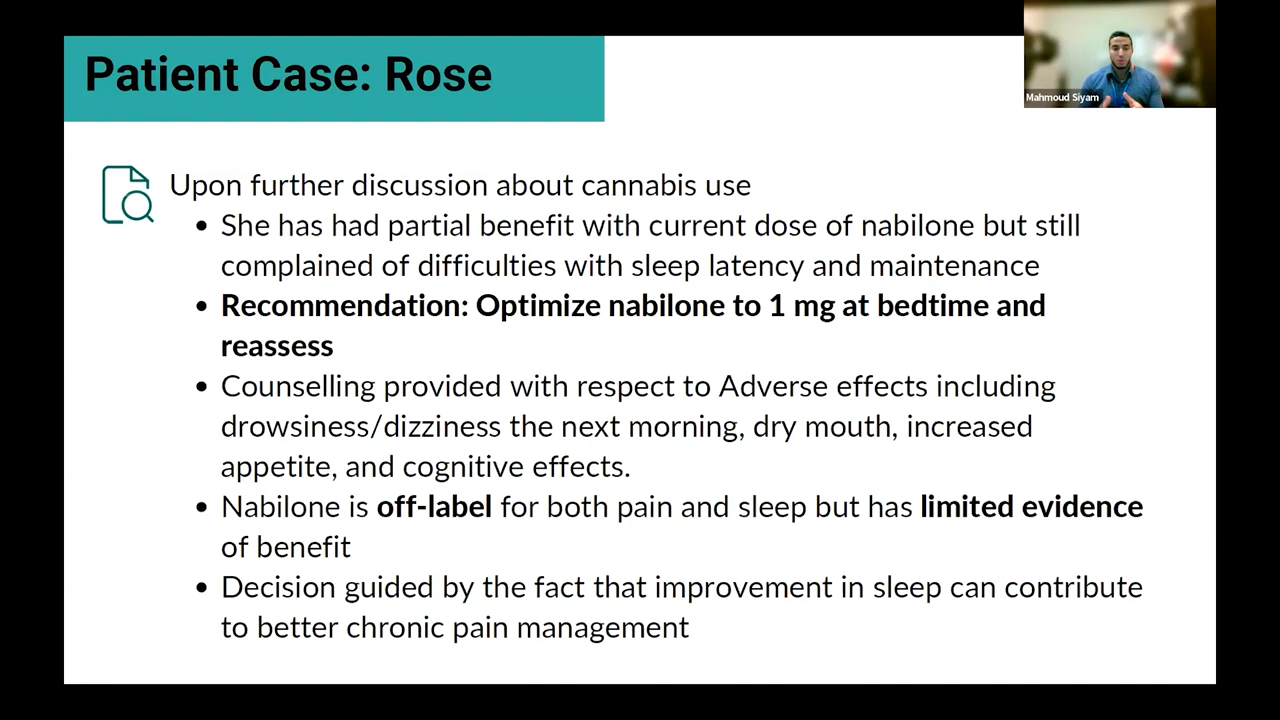 Patient Case: Rose
Mahmoud Siyam
Upon further discussion about cannabis use
• She has had partial benefit with current dose of nabilone but still
complained of difficulties with sleep latency and maintenance
• Recommendation: Optimize nabilone to 1 mg at bedtime and
reassess
• Counselling provided with respect to Adverse effects including
drowsiness/dizziness the next morning, dry mouth, increased
appetite, and cognitive effects.
• Nabilone is off-label for both pain and sleep but has limited evidence
of benefit
• Decision guided by the fact that improvement in sleep can contribute
to better chronic pain management